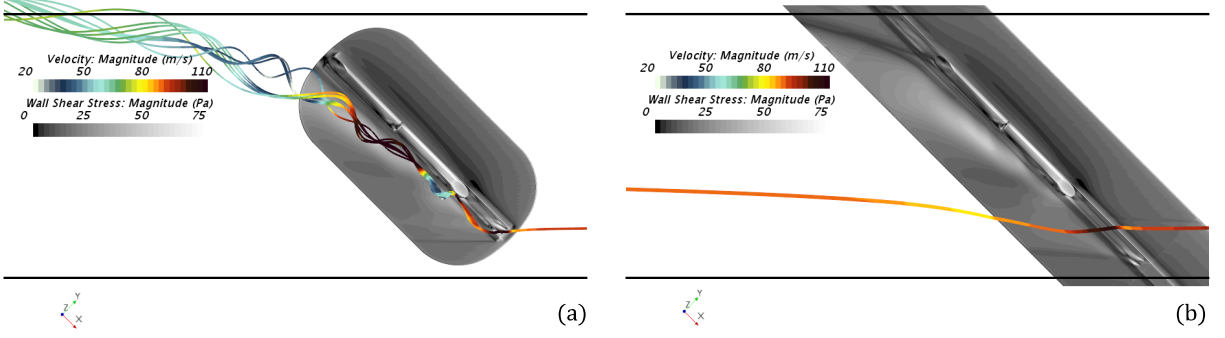 Velocity: Magnitude (m/s)
20 50 80 110
Wall Shear Stress: Magnitude (Pa)
0 25 50 75
Y
Z
X
(a)
Velocity: Magnitude (m/s)
20 50 80 110
Wall Shear Stress: Magnitude (Pa)
0 25 50 75
Y
Z
X
(b)